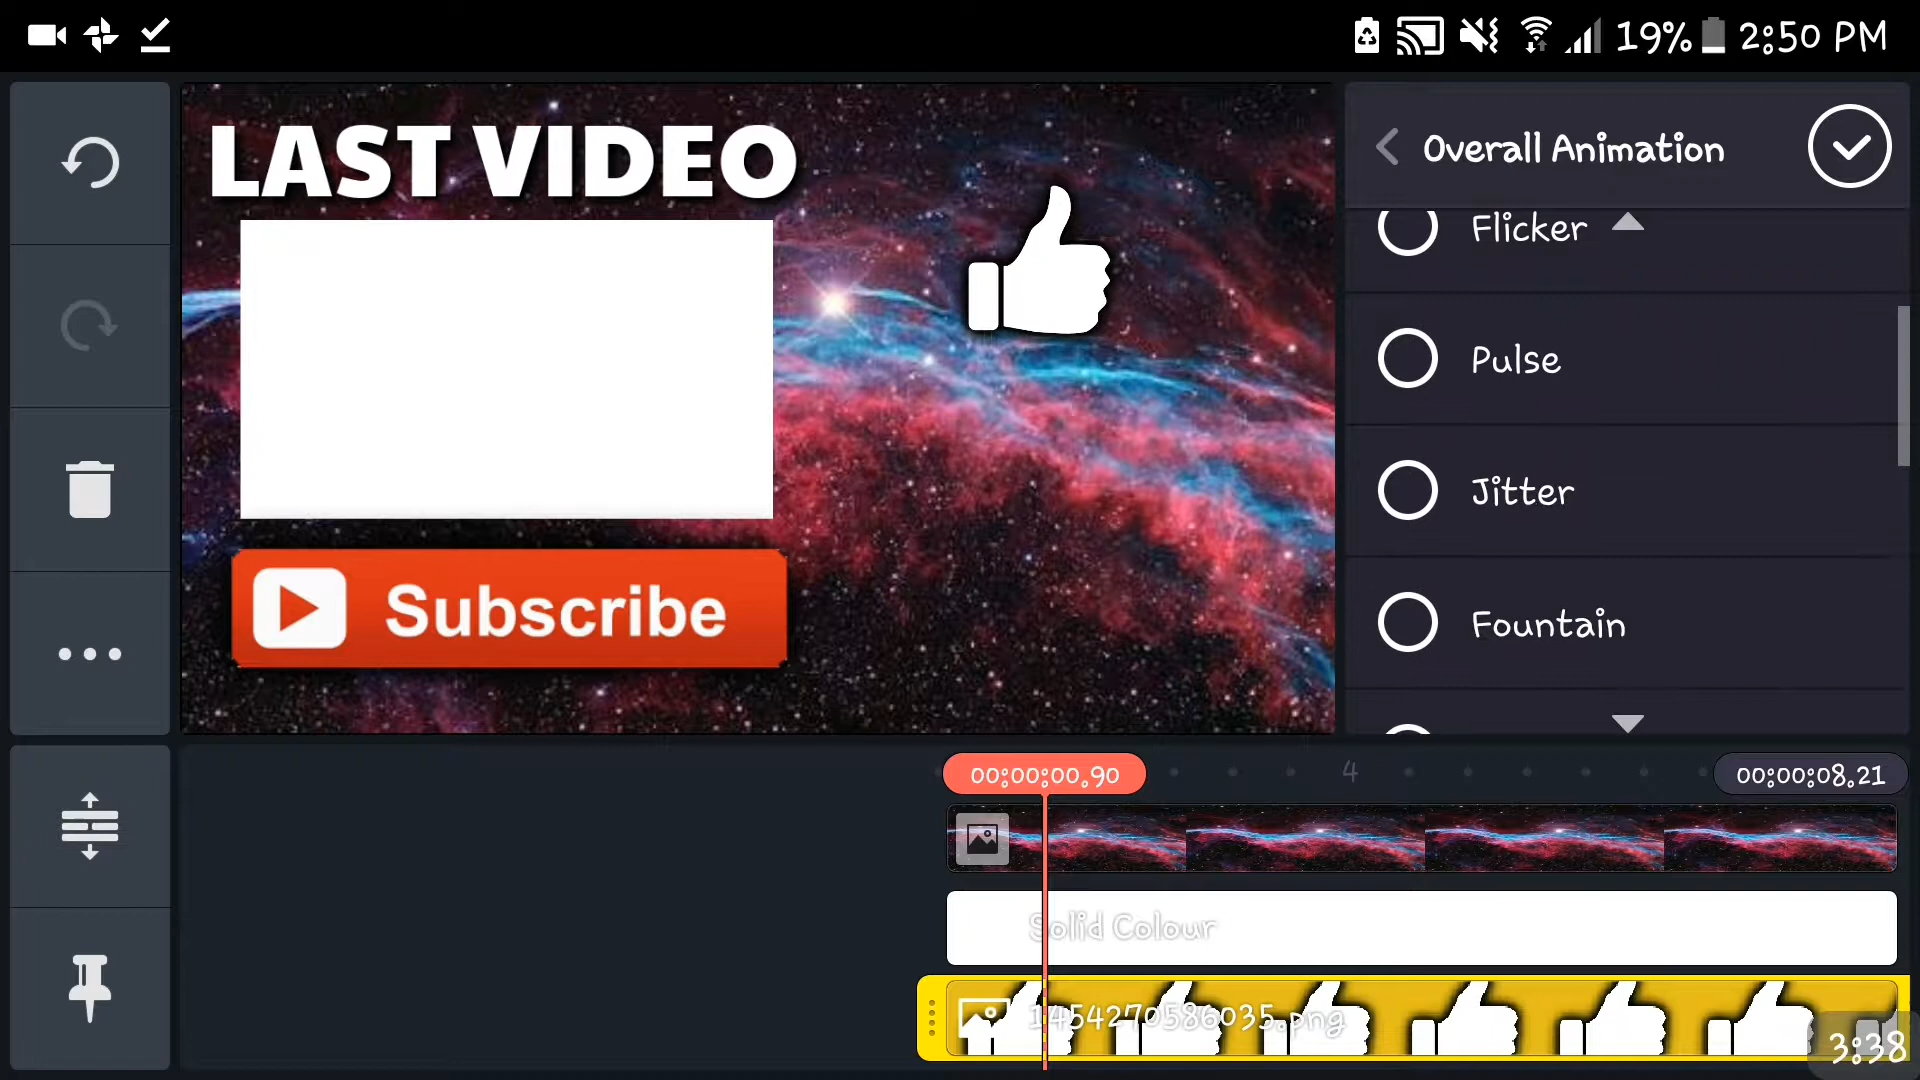 19% 2:50 PM
LAST VIDEO
Subscribe
Overall Animation
Flicker
Pulse
Jitter
Fountain
00:00:00.90
4
00:00:08.21
Solid Colour
1454270586035.png
3:38